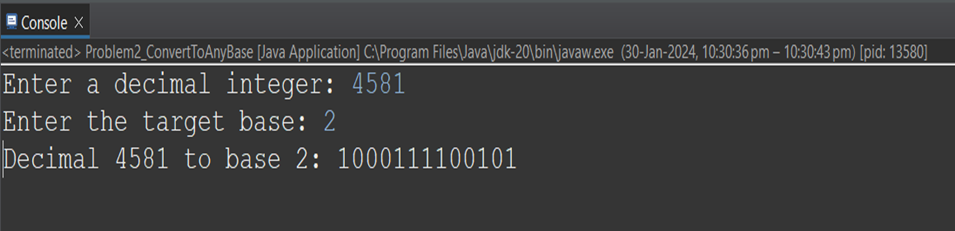 Console
<terminated> Problem2_ConvertToAnyBase [Java Application] C:\Program Files\Java\jdk-20\bin\javaw.exe (30-Jan-2024, 10:30:36 pm – 10:30:43 pm) [pid: 13580]
Enter a decimal integer: 4581
Enter the target base: 2
Decimal 4581 to base 2: 1000111100101